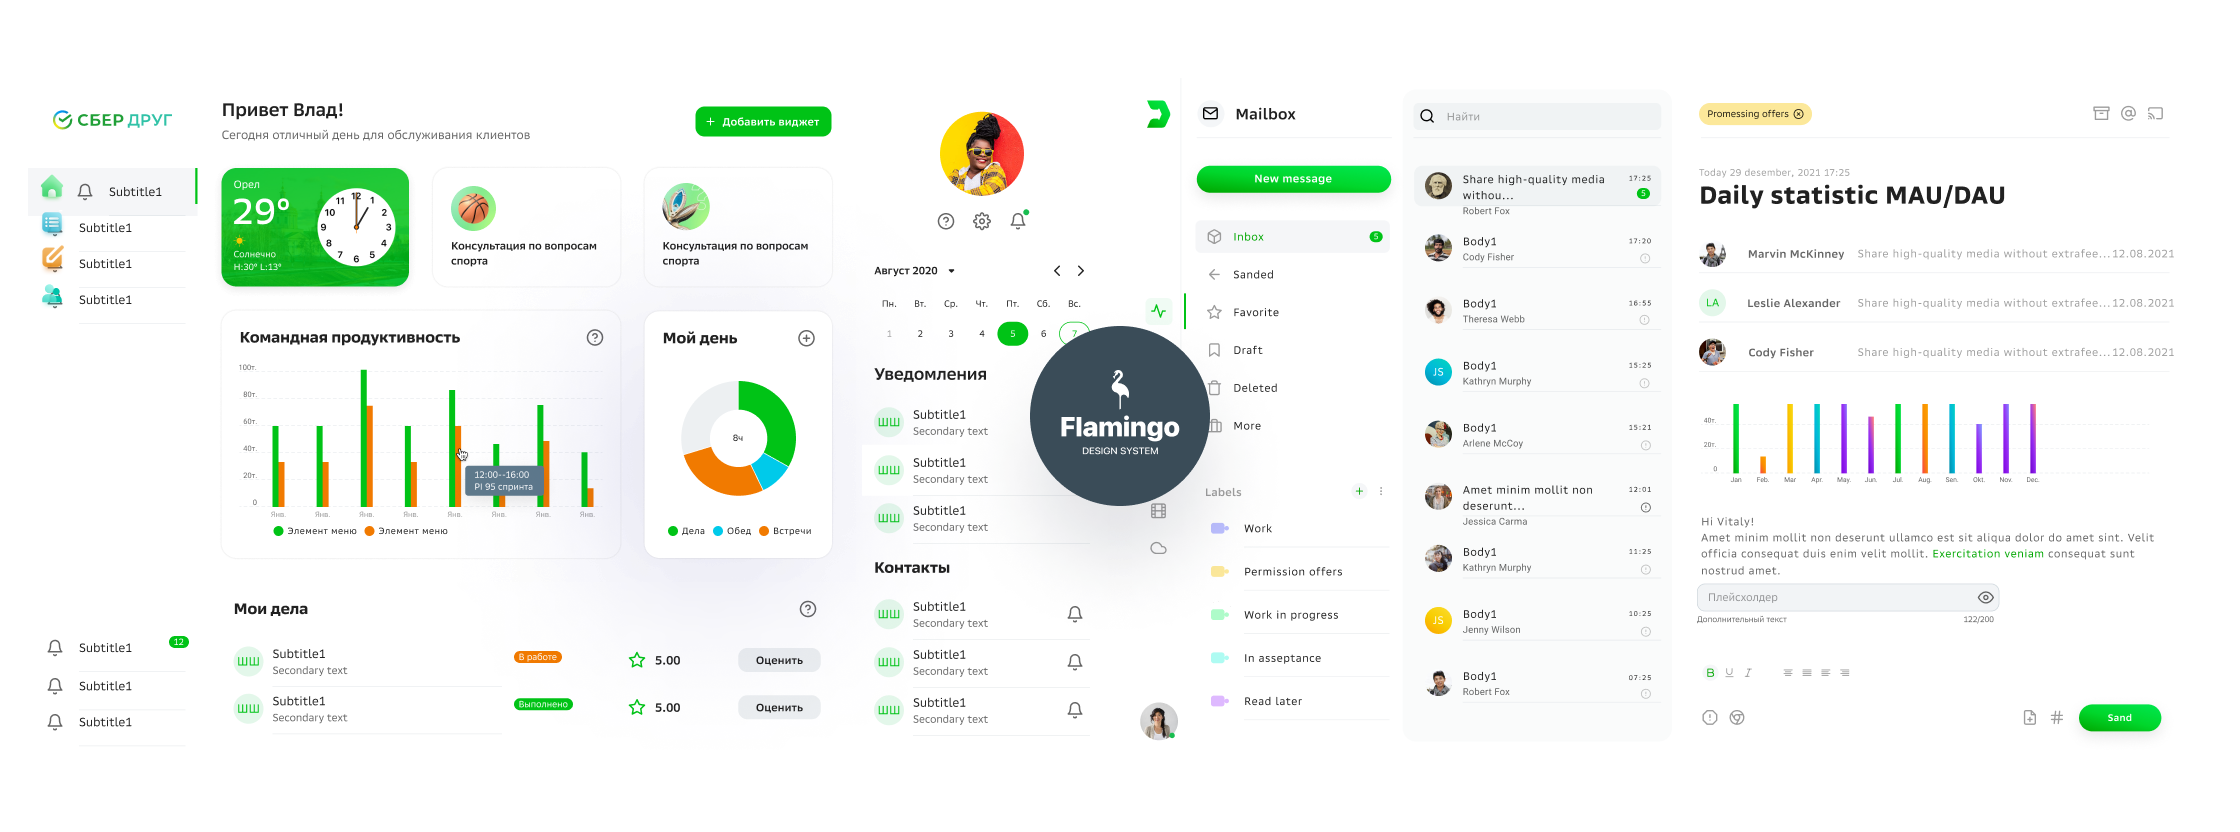 СБЕР ДРУГ
Subtitle1
Subtitle1
Subtitle1
Subtitle1
Subtitle1
12
Subtitle1
Subtitle1
Привет Влад!
Сегодня отличный день для обслуживания клиентов
+ Добавить виджет
Орел
29°
Солнечно
H:30° L:13°
12
1
2
3
4
5
6
7
8
9
10
11
Консультация по вопросам
спорта
Консультация по вопросам
спорта
Командная продуктивность
100т.
80т.
60т.
40т.
20т.
0
Янв.
Янв.
Янв.
Янв.
Янв.
Янв.
Янв.
Янв.
12:00--16:00
PI 95 спринта
Элемент меню
Элемент меню
Мой день
8ч
Дела
Обед
Встречи
Мои дела
ШШ
Subtitle1
Secondary text
В работе
5.00
Оценить
ШШ
Subtitle1
Secondary text
Выполнено
5.00
Оценить
Август 2020
Пн. Вт. Ср. Чт. Пт. Сб. Вс.
1 2 3 4 5 6 7
Уведомления
ШШ
Subtitle1
Secondary text
ШШ
Subtitle1
Secondary text
ШШ
Subtitle1
Secondary text
Контакты
ШШ
Subtitle1
Secondary text
ШШ
Subtitle1
Secondary text
ШШ
Subtitle1
Secondary text
Flamingo
DESIGN SYSTEM
Mailbox
New message
Inbox
5
Sanded
Favorite
Draft
Deleted
More
Labels
Work
Permission offers
Work in progress
In asseptance
Read later
Найти
Share high-quality media
withou...
Robert Fox
17:25
5
Body1
Cody Fisher
17:20
Body1
Theresa Webb
16:55
JS
Body1
Kathryn Murphy
15:25
Body1
Arlene McCoy
15:21
Amet minim mollit non
deserunt...
Jessica Carma
12:01
Body1
Kathryn Murphy
11:25
JS
Body1
Jenny Wilson
10:25
Body1
Robert Fox
07:25
Promessing offers
Today 29 desember, 2021 17:25
Daily statistic MAU/DAU
Marvin McKinney Share high-quality media without extrafee... 12.08.2021
LA Leslie Alexander Share high-quality media without extrafee... 12.08.2021
Cody Fisher Share high-quality media without extrafee... 12.08.2021
40т.
20т.
0
Jan Feb. Mar Apr. May. Jun. Jul. Aug. Sen. Okt. Nov. Dec.
Hi Vitaly!
Amet minim mollit non deserunt ullamco est sit aliqua dolor do amet sint. Velit
officia consequat duis enim velit mollit. Exercitation veniam consequat sunt
nostrud amet.
Плейсхолдер
Дополнительный текст
122/200
B U I
Sand